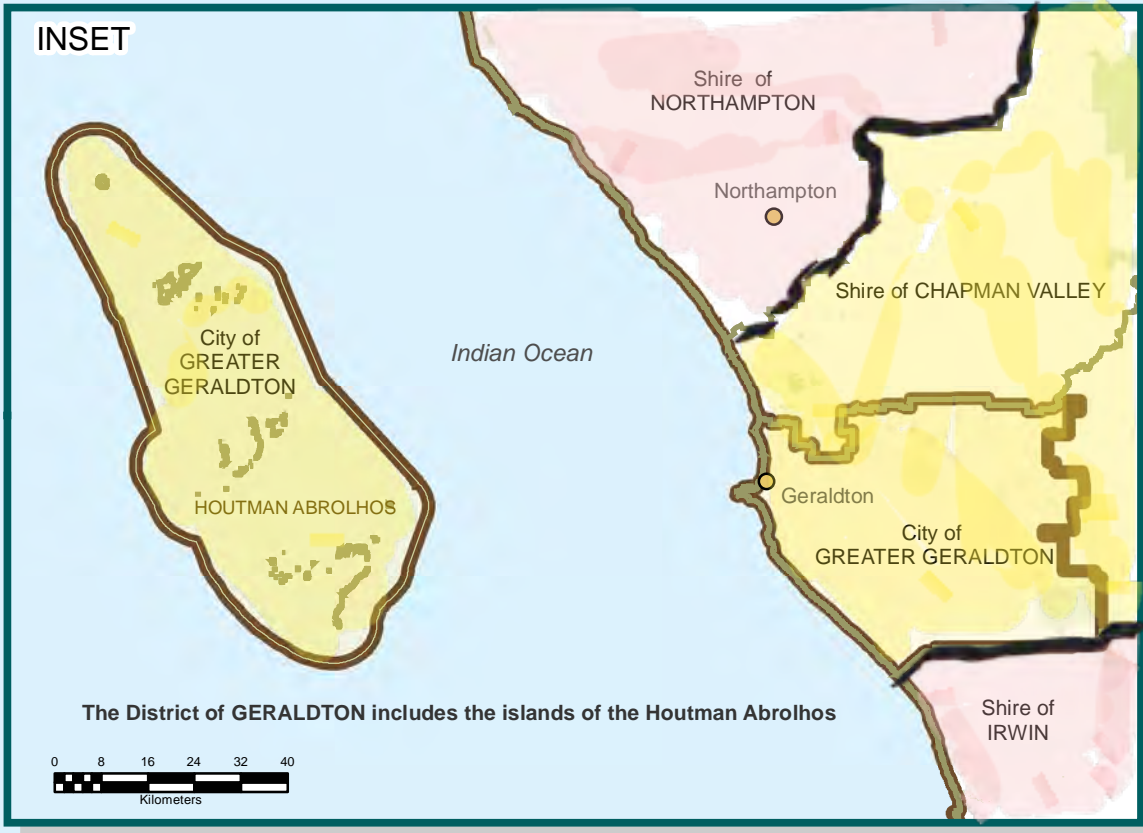 INSET
Shire of
NORTHAMPTON
Northampton
Shire of CHAPMAN VALLEY
City of
GREATER
GERALDTON
Indian Ocean
HOUTMAN ABROLHOS
Geraldton
City of
GREATER GERALDTON
The District of GERALDTON includes the islands of the Houtman Abrolhos
Shire of
IRWIN
0 8 16 24 32 40
Kilometers